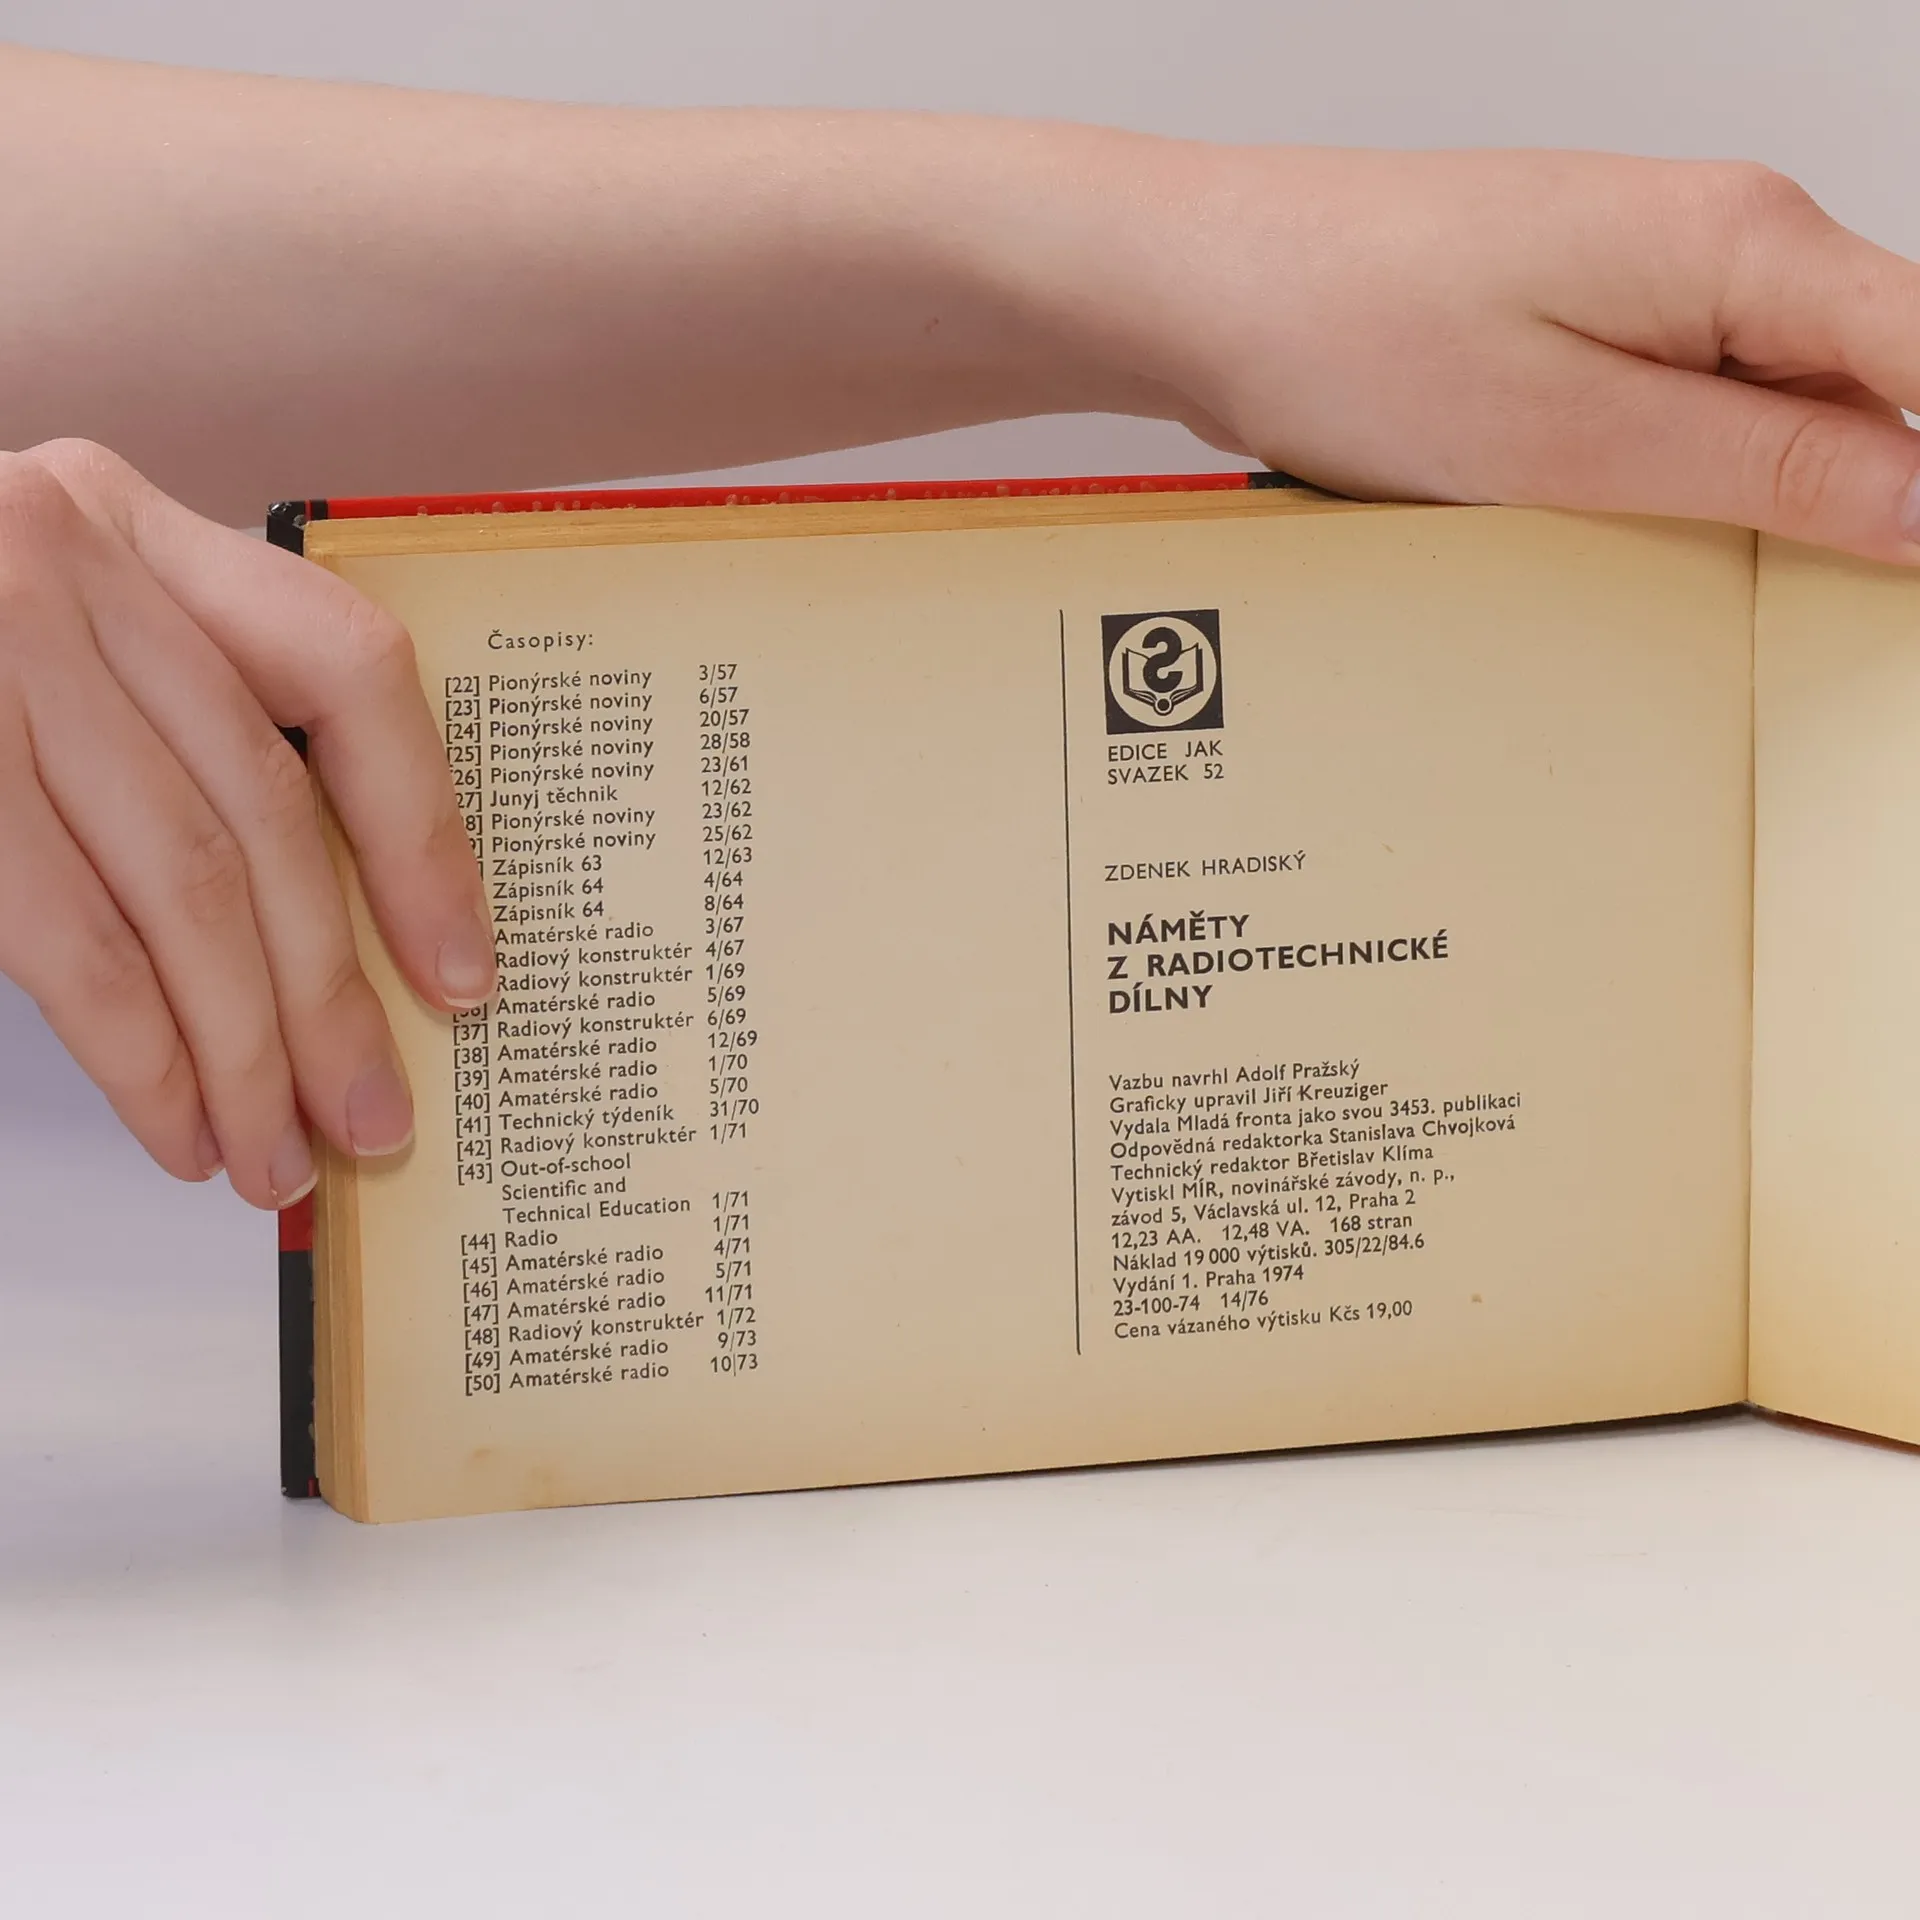 Časopisy:
[22] Pionýrské noviny 3/57
[23] Pionýrské noviny 6/57
[24] Pionýrské noviny 20/57
[25] Pionýrské noviny 28/58
26] Pionýrské noviny 23/61
27] Junyj těchnik 12/62
8] Pionýrské noviny 23/62
] Pionýrské noviny 25/62
] Zápisník 63 12/63
Zápisník 64 4/64
Zápisník 64 8/64
Amatérské radio 3/67
Radiový konstruktér 4/67
Radiový konstruktér 1/69
[36] Amatérské radio 5/69
[37] Radiový konstruktér 6/69
[38] Amatérské radio 12/69
[39] Amatérské radio 1/70
[40] Amatérské radio 5/70
[41] Technický týdeník 31/70
[42] Radiový konstruktér 1/71
[43] Out-of-school
Scientific and
Technical Education 1/71
[44] Radio 1/71
[45] Amatérské radio 4/71
[46] Amatérské radio 5/71
[47] Amatérské radio 11/71
[48] Radiový konstruktér 1/72
[49] Amatérské radio 9/73
[50] Amatérské radio 10/73
EDICE JAK
SVAZEK 52
ZDENEK HRADISKÝ
NÁMĚTY
Z RADIOTECHNICKÉ
DÍLNY
Vazbu navrhl Adolf Pražský
Graficky upravil Jiří Kreuziger
Vydala Mladá fronta jako svou 3453. publikaci
Odpovědná redaktorka Stanislava Chvojková
Technický redaktor Břetislav Klíma
Vytiskl MÍR, novinářské závody, n. p.,
závod 5, Václavská ul. 12, Praha 2
12,23 AA. 12,48 VA. 168 stran
Náklad 19 000 výtisků. 305/22/84.6
Vydání 1. Praha 1974
23-100-74 14/76
Cena vázaného výtisku Kčs 19,00